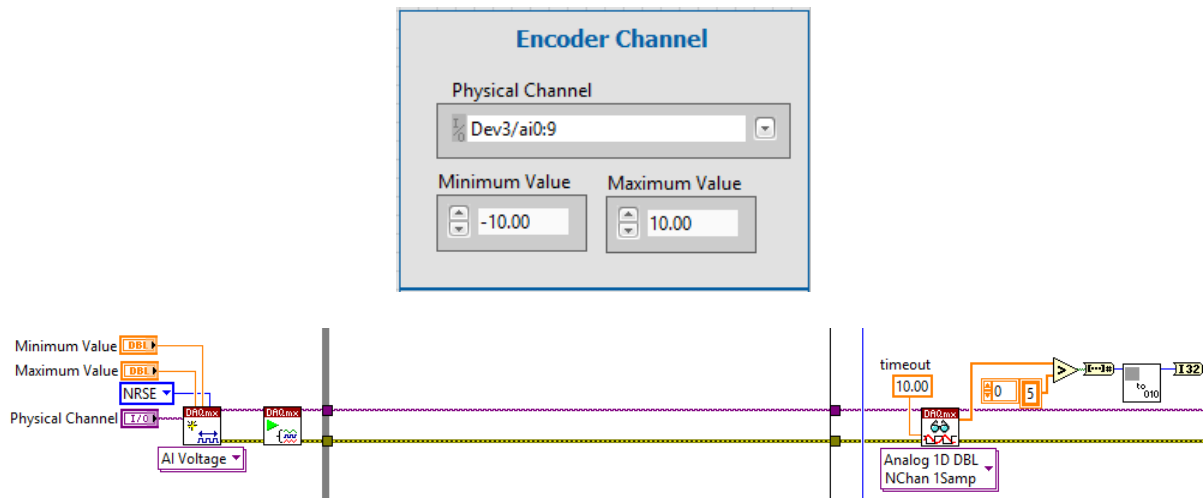 Encoder Channel
Physical Channel
I/O Dev3/ai0:9
Minimum Value
Maximum Value
-10.00
10.00
Minimum Value DBL
Maximum Value DBL
NRSE
Physical Channel I/O
DAQmx
DAQmx
AI Voltage
timeout
10.00
DAQmx
Analog 1D DBL
NChan 1Samp
0
5
>
[...]#
to
010
I32